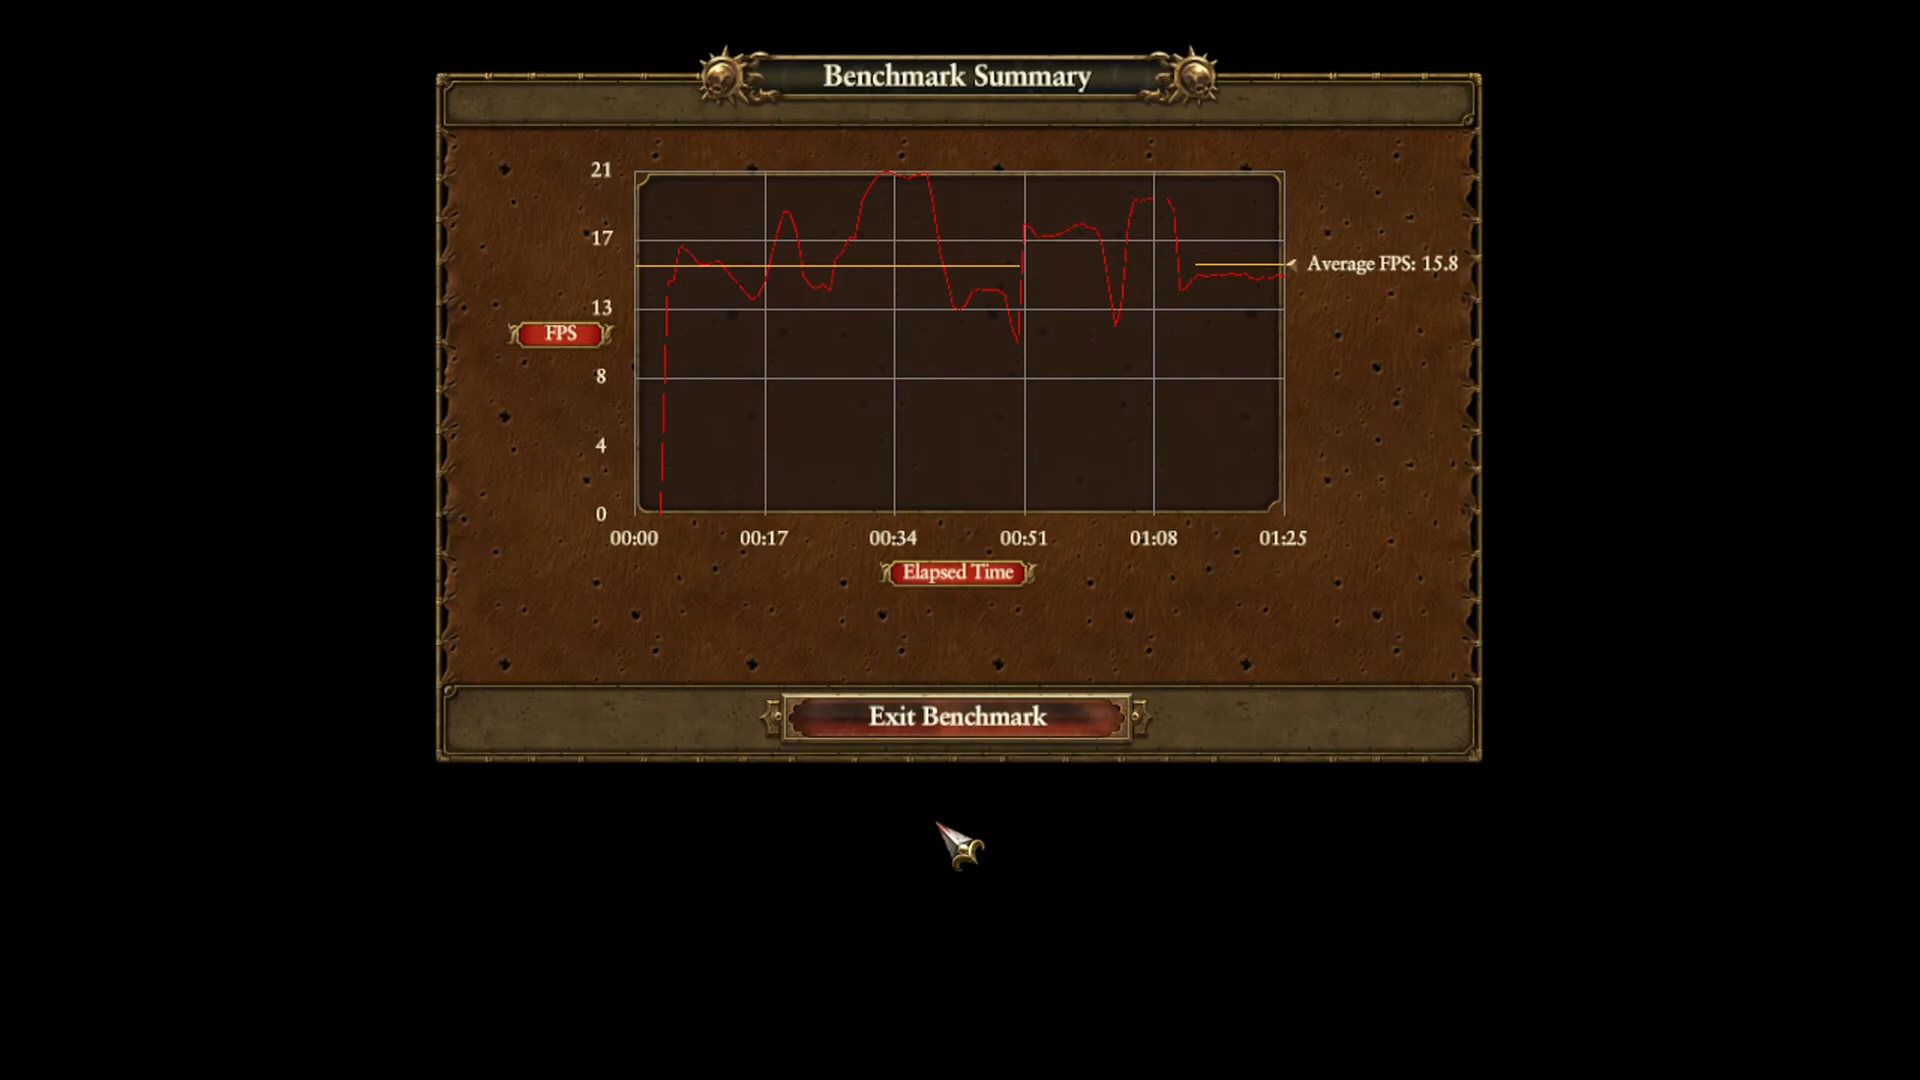 Benchmark Summary
21
17
Average FPS: 15.8
13
FPS
8
4
0
00:00 00:17 00:34 00:51 01:08 01:25
Elapsed Time
Exit Benchmark